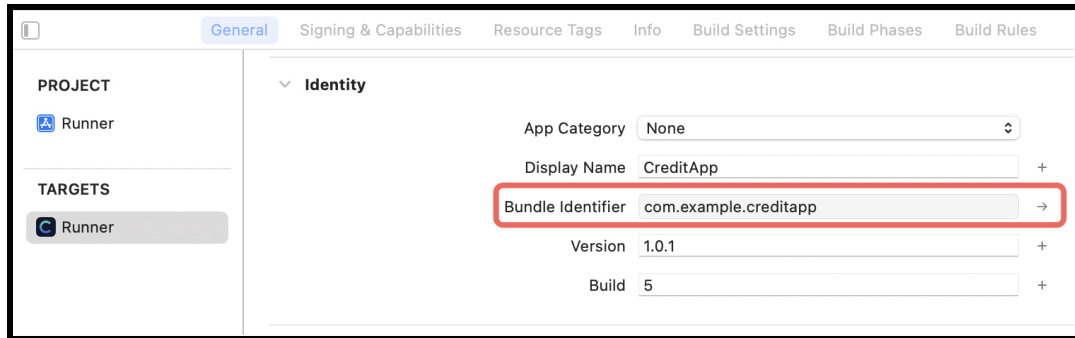 General Signing & Capabilities Resource Tags Info Build Settings Build Phases Build Rules
PROJECT
Runner
TARGETS
Runner
Identity
App Category None
Display Name CreditApp +
Bundle Identifier com.example.creditapp →
Version 1.0.1 +
Build 5 +